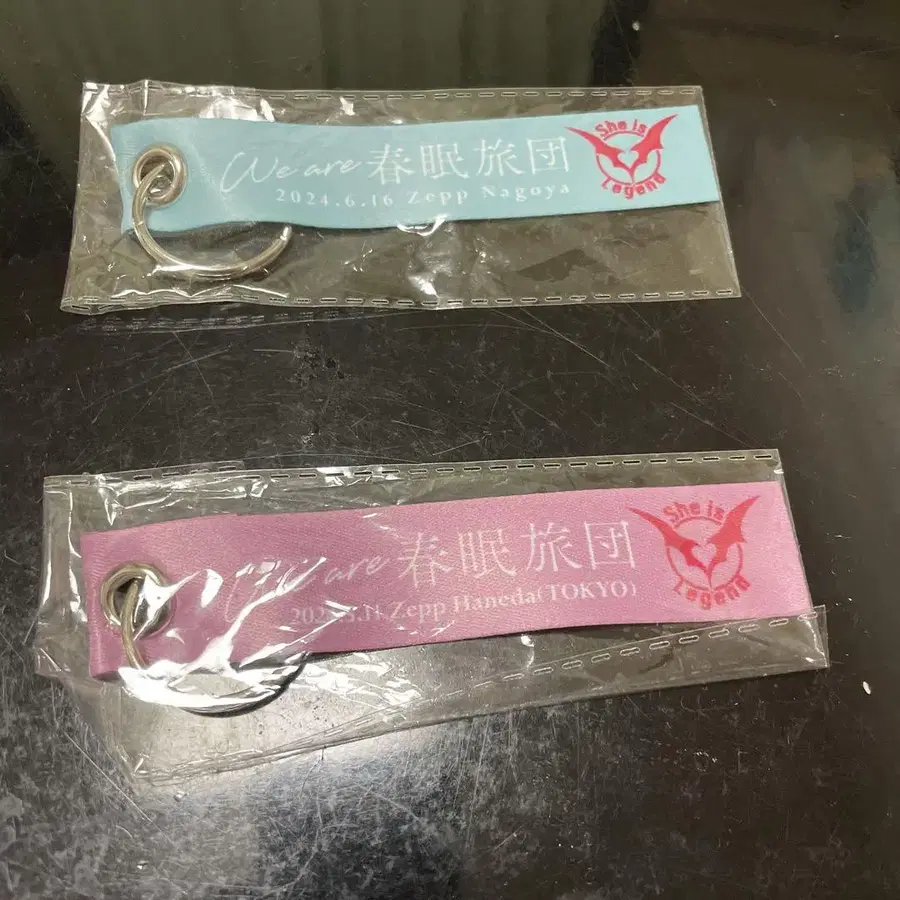 We are 春眠旅団
2024.6.16 Zepp Nagoya
She is
Legend
We are 春眠旅団
Zepp Haneda(TOKYO)
She is
Legend